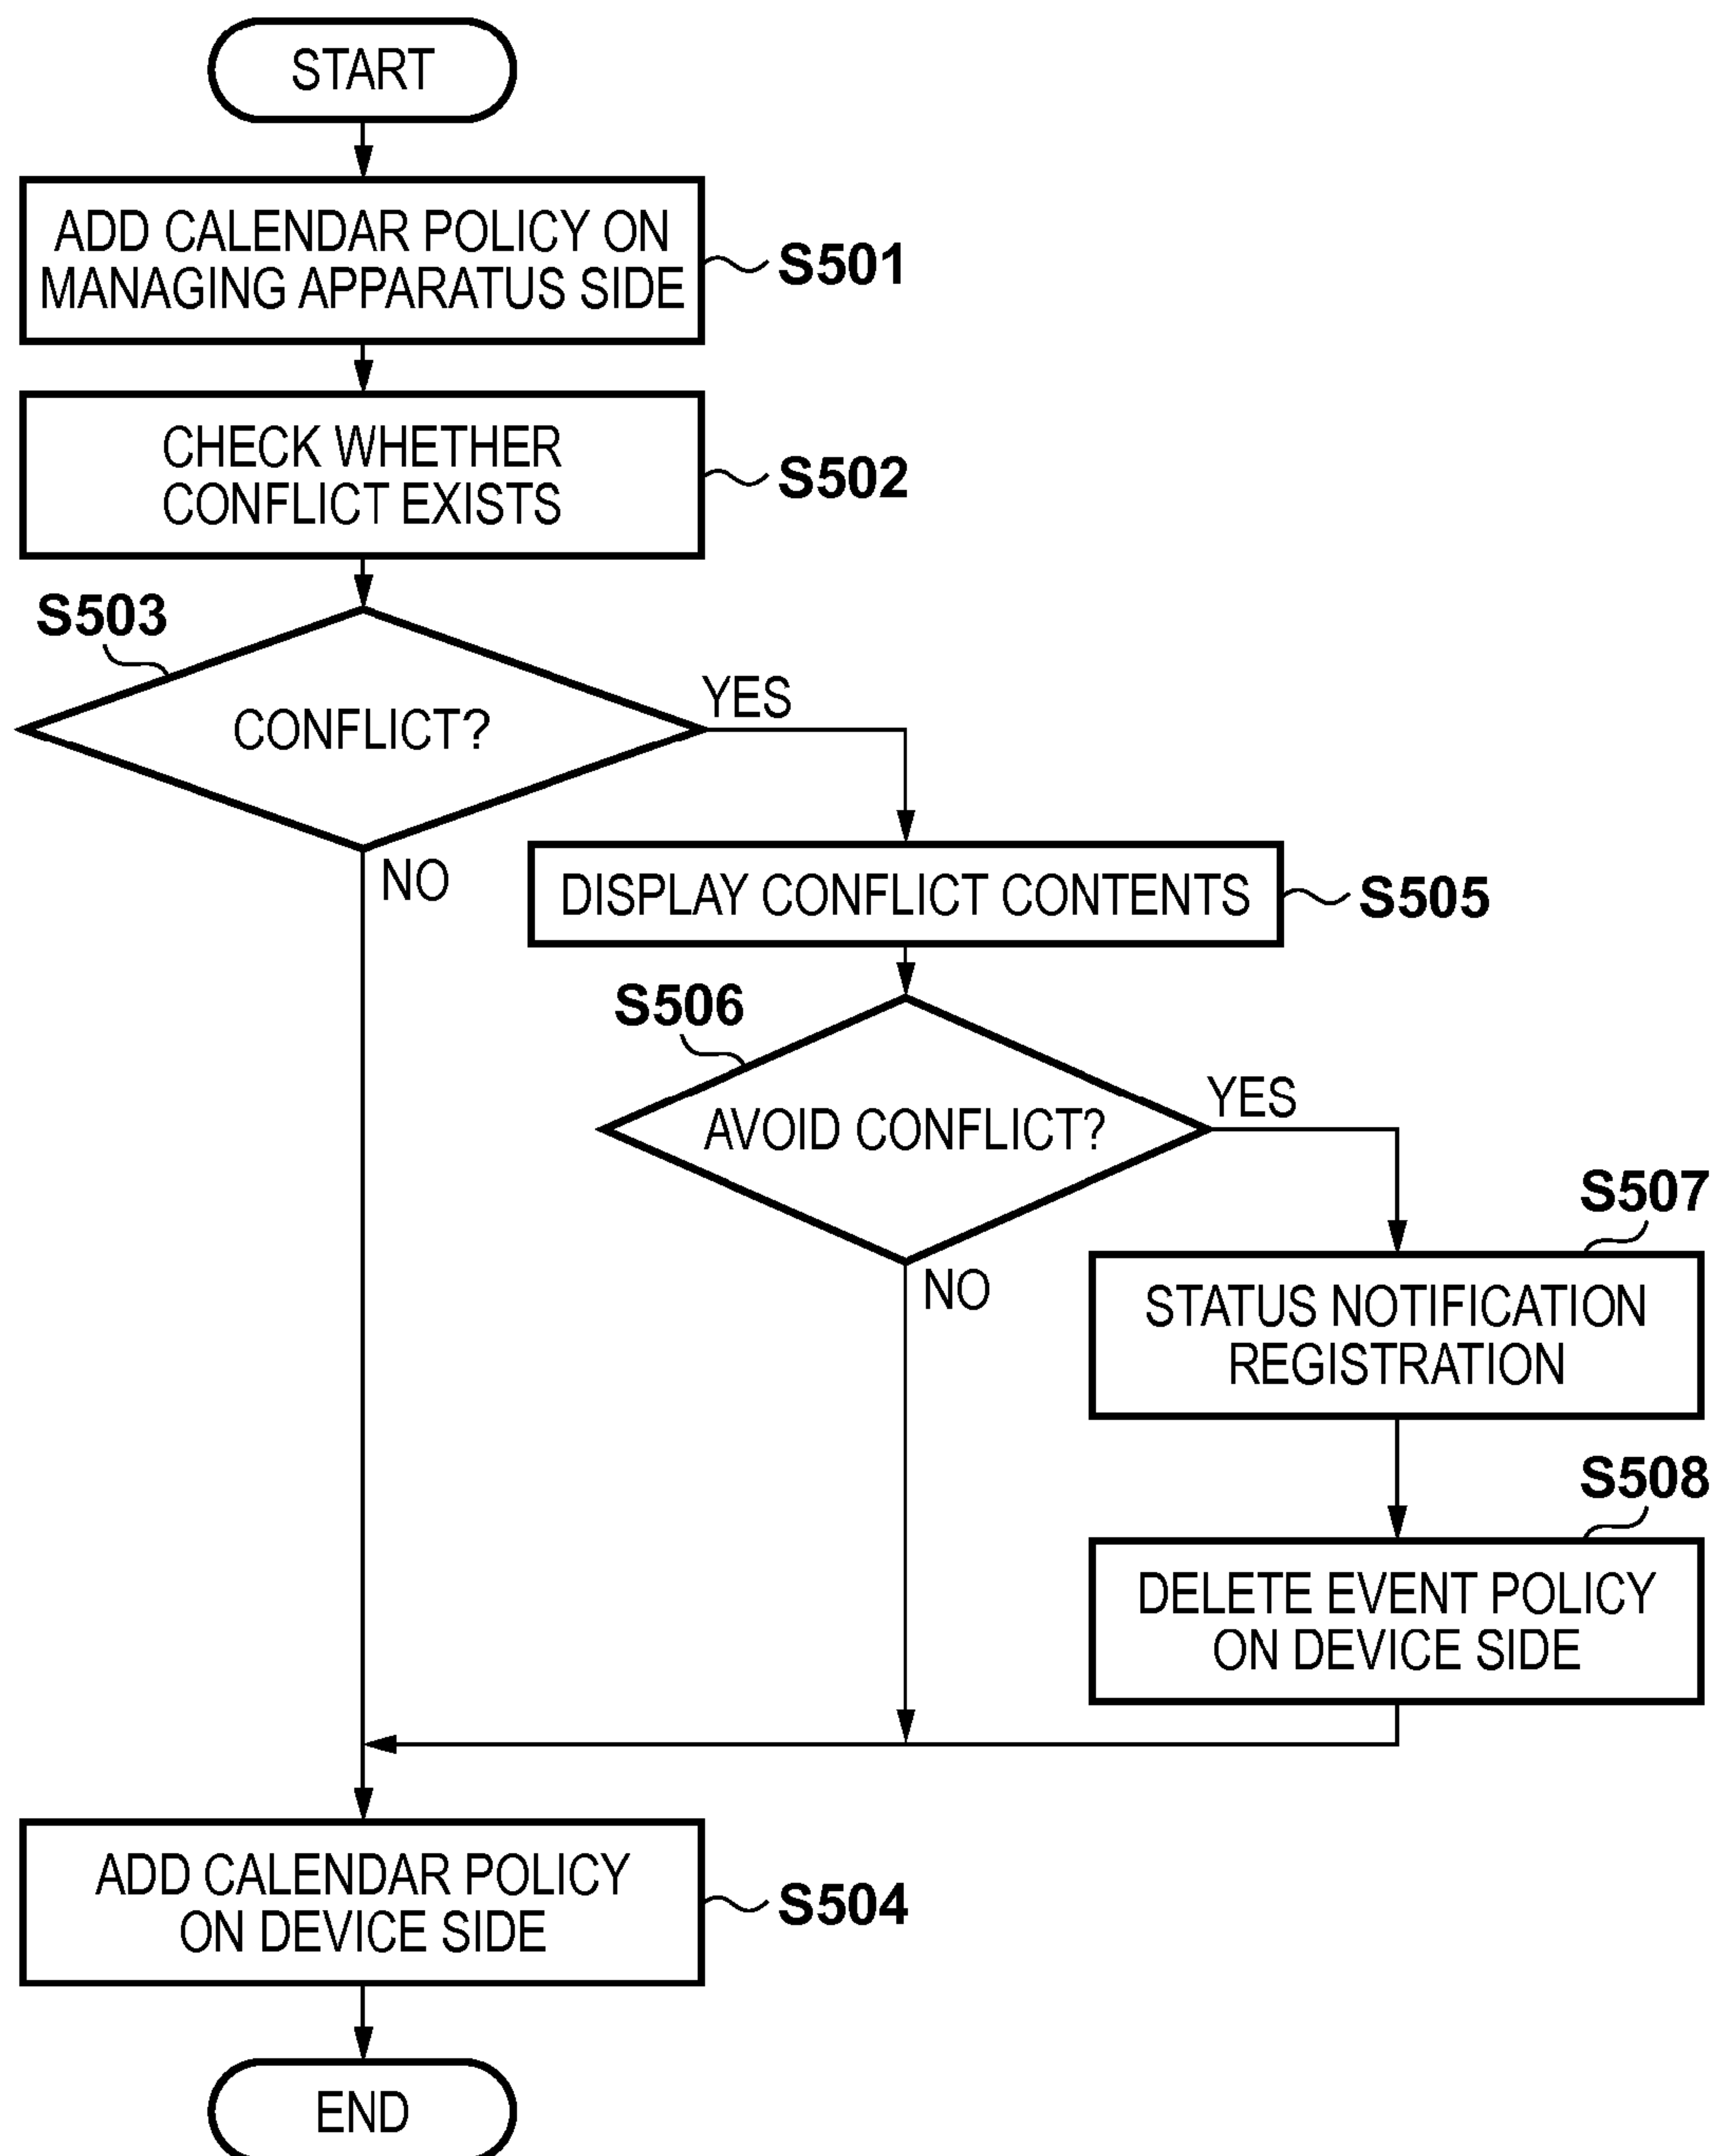 START
ADD CALENDAR POLICY ON
MANAGING APPARATUS SIDE
S501
CHECK WHETHER
CONFLICT EXISTS
S502
S503
CONFLICT?
YES
NO
DISPLAY CONFLICT CONTENTS
S505
S506
AVOID CONFLICT?
YES
NO
S507
STATUS NOTIFICATION
REGISTRATION
S508
DELETE EVENT POLICY
ON DEVICE SIDE
ADD CALENDAR POLICY
ON DEVICE SIDE
S504
END